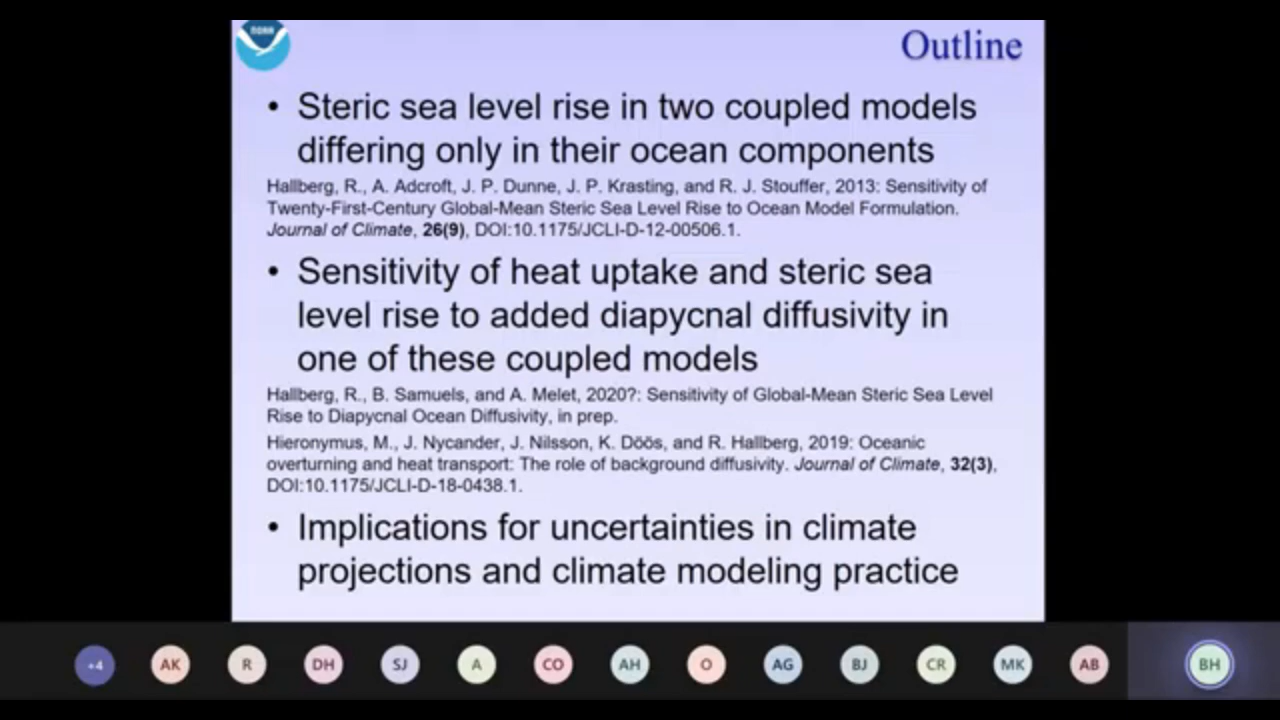 NOAA
Outline
• Steric sea level rise in two coupled models
differing only in their ocean components
Hallberg, R., A. Adcroft, J. P. Dunne, J. P. Krasting, and R. J. Stouffer, 2013: Sensitivity of
Twenty-First-Century Global-Mean Steric Sea Level Rise to Ocean Model Formulation.
Journal of Climate, 26(9), DOI:10.1175/JCLI-D-12-00506.1.
• Sensitivity of heat uptake and steric sea
level rise to added diapycnal diffusivity in
one of these coupled models
Hallberg, R., B. Samuels, and A. Melet, 2020?: Sensitivity of Global-Mean Steric Sea Level
Rise to Diapycnal Ocean Diffusivity, in prep.
Hieronymus, M., J. Nycander, J. Nilsson, K. Döös, and R. Hallberg, 2019: Oceanic
overturning and heat transport: The role of background diffusivity. Journal of Climate, 32(3),
DOI:10.1175/JCLI-D-18-0438.1.
• Implications for uncertainties in climate
projections and climate modeling practice
+4 AK R DH SJ A CO AH O AG BJ CR MK AB BH